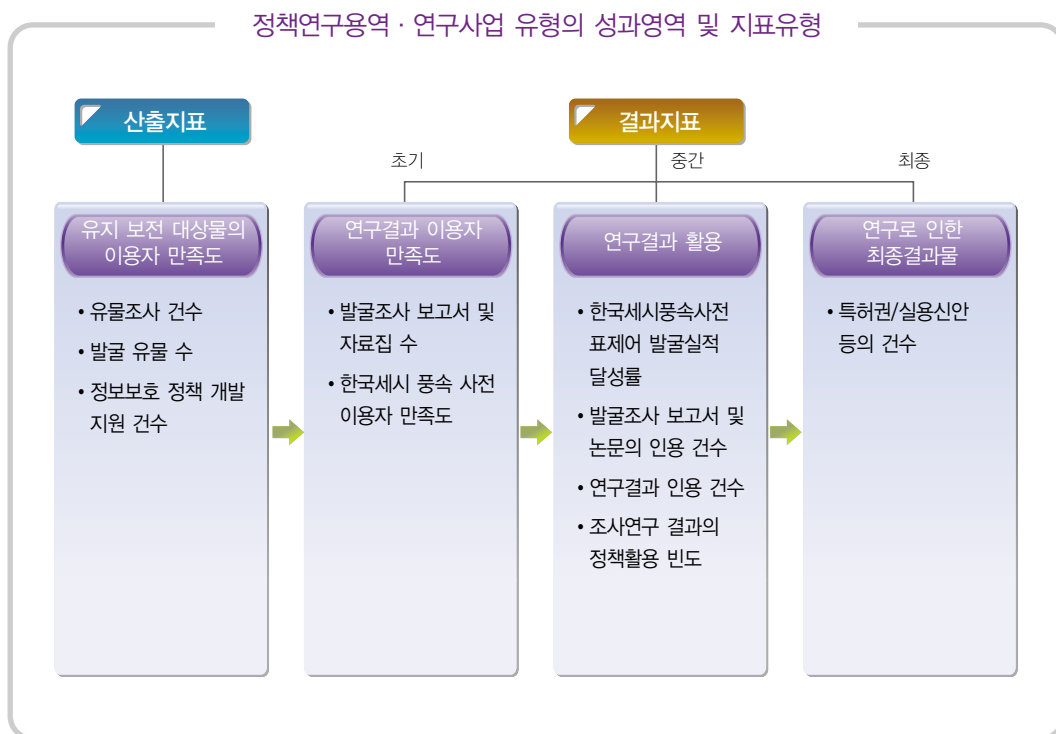 정책연구용역 · 연구사업 유형의 성과영역 및 지표유형
산출지표
결과지표
초기
중간
최종
유지 보전 대상물의
이용자 만족도
• 유물조사 건수
• 발굴 유물 수
• 정보보호 정책 개발
지원 건수
연구결과 이용자
만족도
• 발굴조사 보고서 및
자료집 수
• 한국세시 풍속 사전
이용자 만족도
연구결과 활용
• 한국세시풍속사전
표제어 발굴실적
달성률
• 발굴조사 보고서 및
논문의 인용 건수
• 연구결과 인용 건수
• 조사연구 결과의
정책활용 빈도
연구로 인한
최종결과물
• 특허권/실용신안
등의 건수